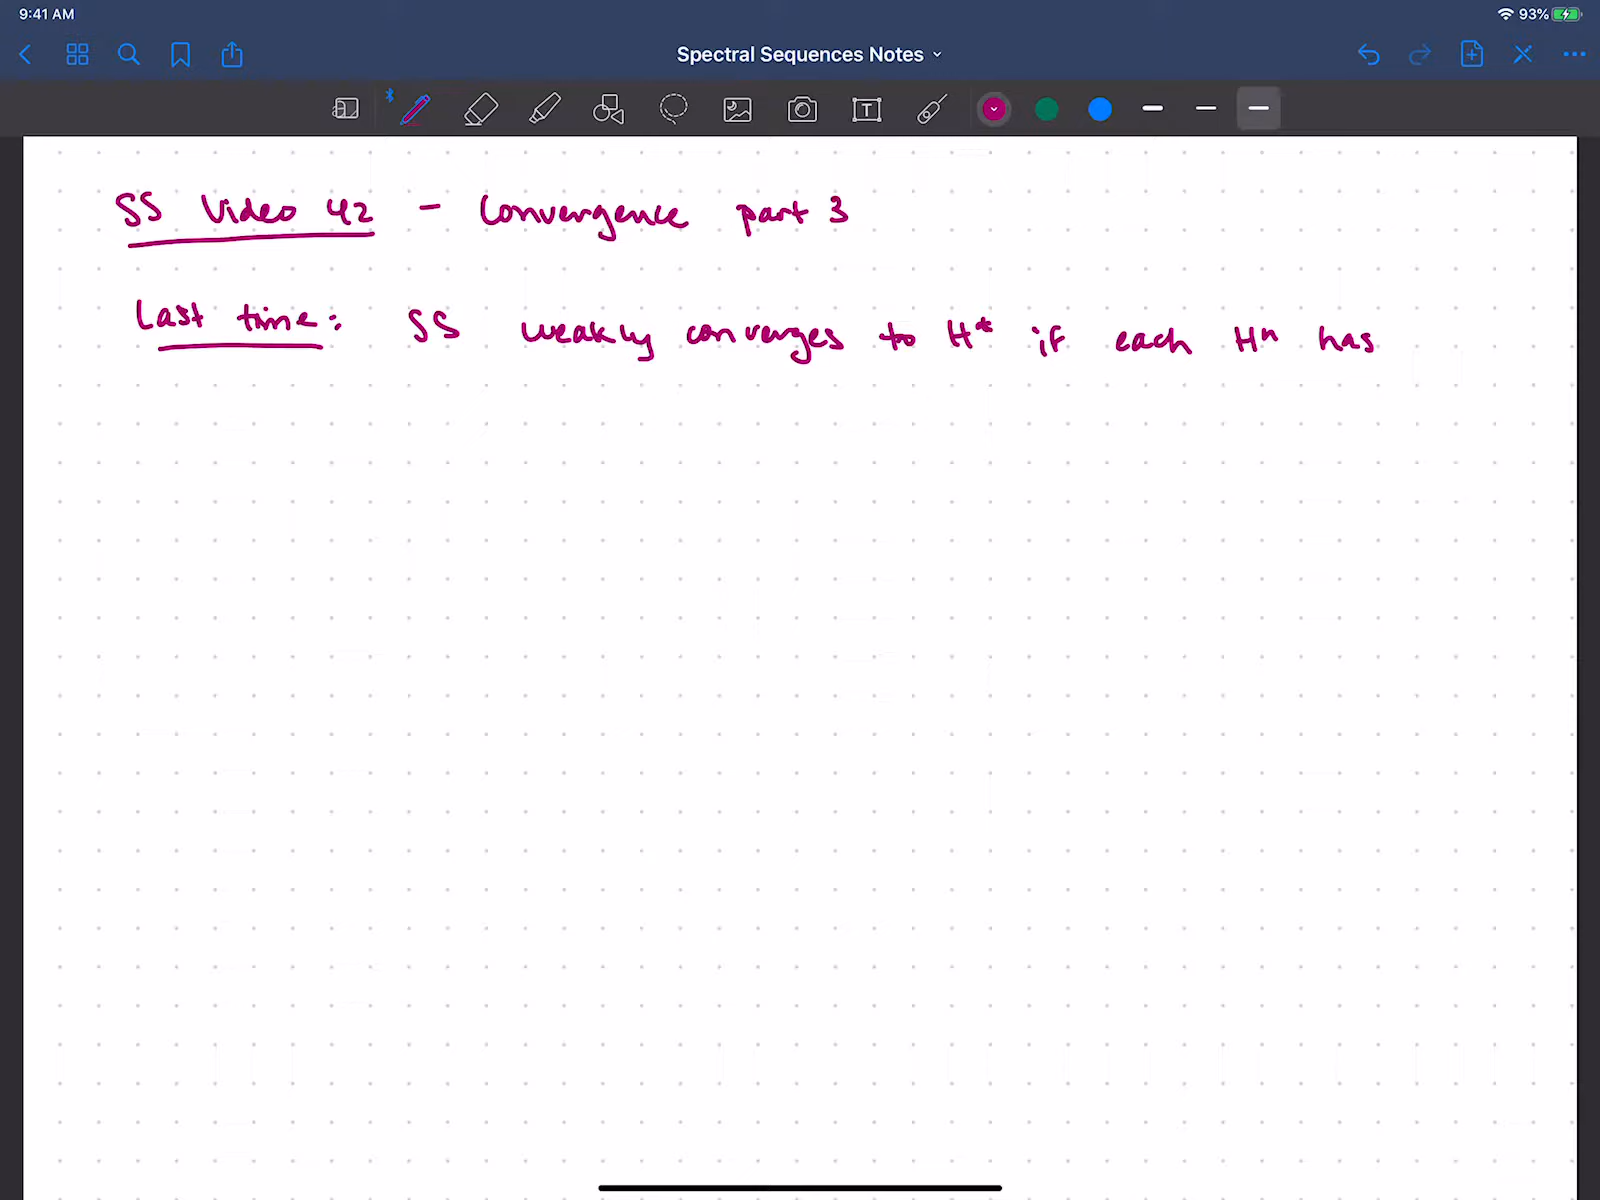 9:41 AM
93%
Spectral Sequences Notes
T
SS Video 42 - Convergence part 3
Last time: SS weakly converges to H* if each Hⁿ has